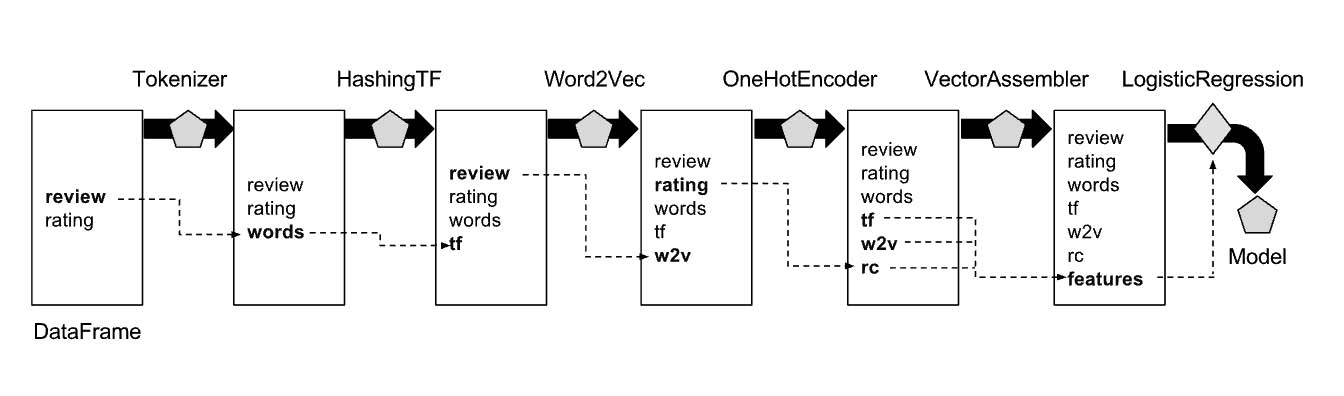 Tokenizer
HashingTF
Word2Vec
OneHotEncoder
VectorAssembler
LogisticRegression
review
rating
DataFrame
review
rating
words
review
rating
words
tf
review
rating
words
tf
w2v
review
rating
words
tf
w2v
rc
review
rating
words
tf
w2v
rc
features
Model